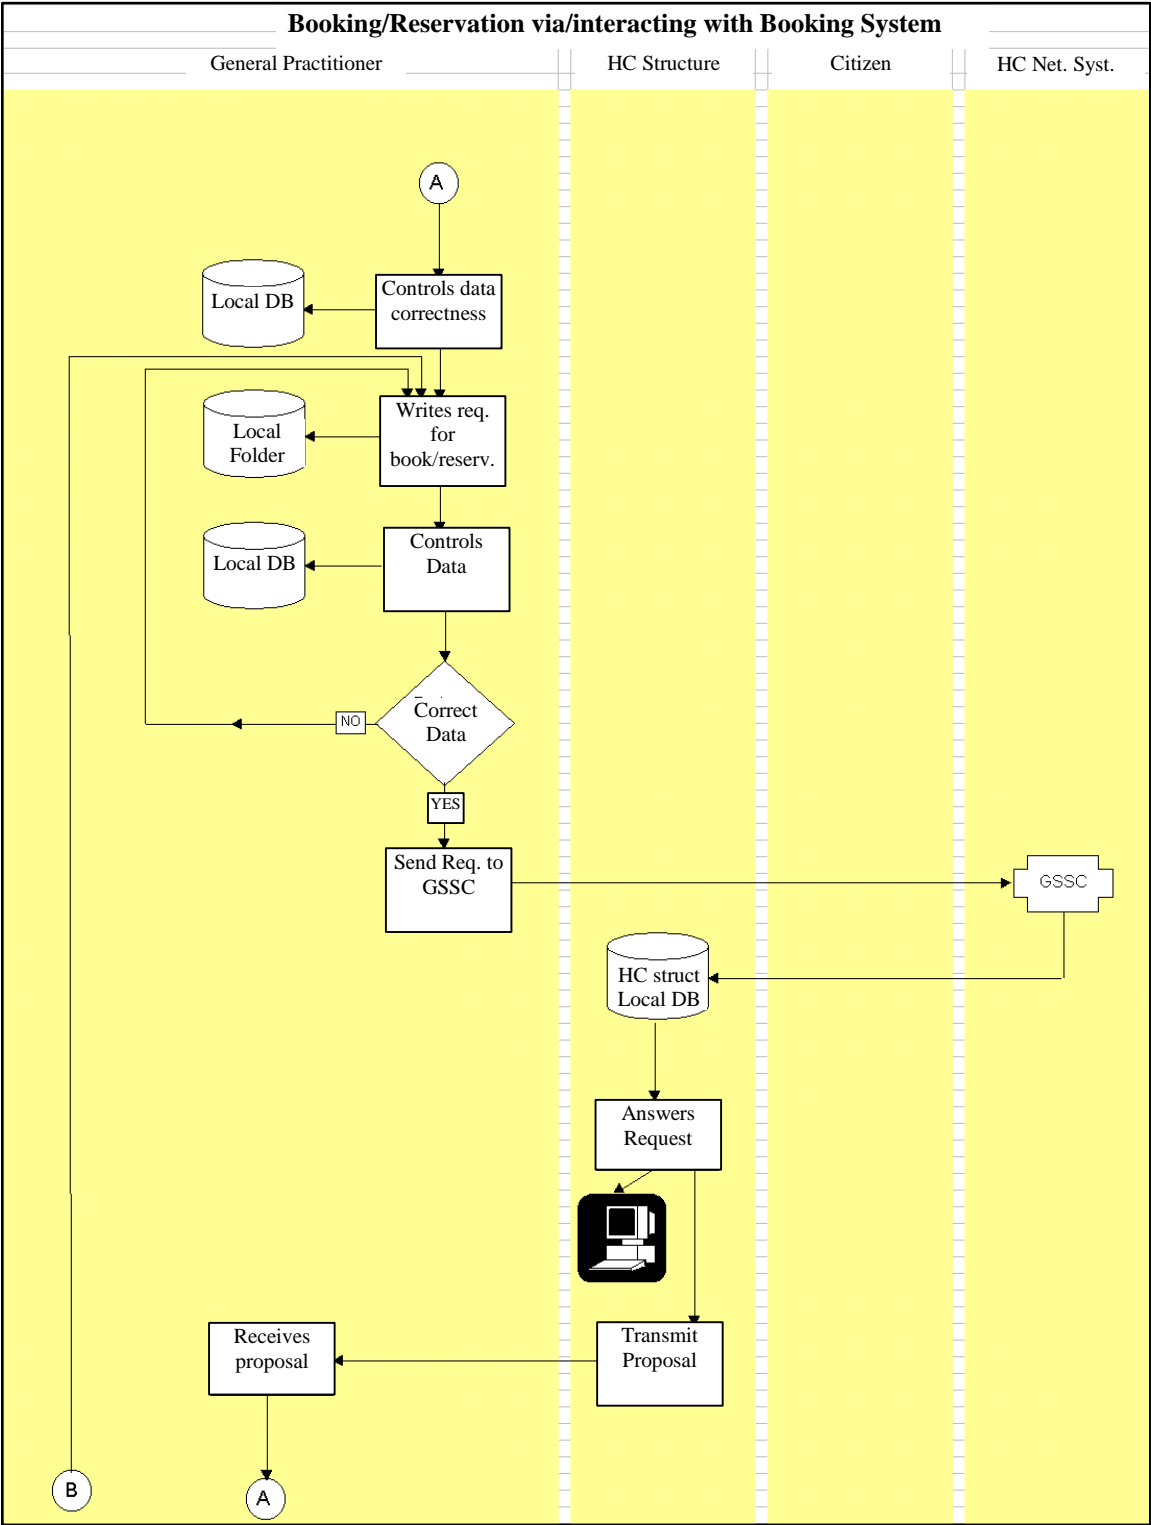 Booking/Reservation via/interacting with Booking System
General Practitioner
HC Structure
Citizen
HC Net. Syst.
A
Controls data
correctness
Local DB
Writes req.
for
book/reserv.
Local
Folder
Controls
Data
Local DB
Correct
Data
NO
YES
Send Req. to
GSSC
GSSC
HC struct
Local DB
Answers
Request
Receives
proposal
Transmit
Proposal
B
A